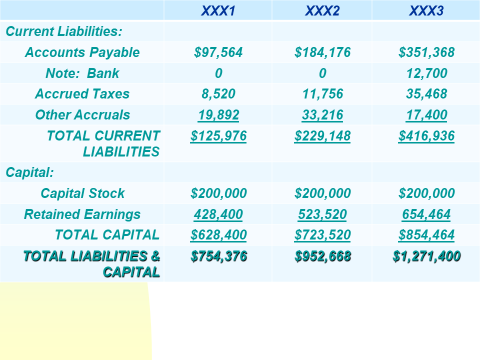 XXX1 XXX2 XXX3
Current Liabilities:
Accounts Payable $97,564 $184,176 $351,368
Note: Bank 0 0 12,700
Accrued Taxes 8,520 11,756 35,468
Other Accruals 19,892 33,216 17,400
TOTAL CURRENT $125,976 $229,148 $416,936
LIABILITIES
Capital:
Capital Stock $200,000 $200,000 $200,000
Retained Earnings 428,400 523,520 654,464
TOTAL CAPITAL $628,400 $723,520 $854,464
TOTAL LIABILITIES & $754,376 $952,668 $1,271,400
CAPITAL